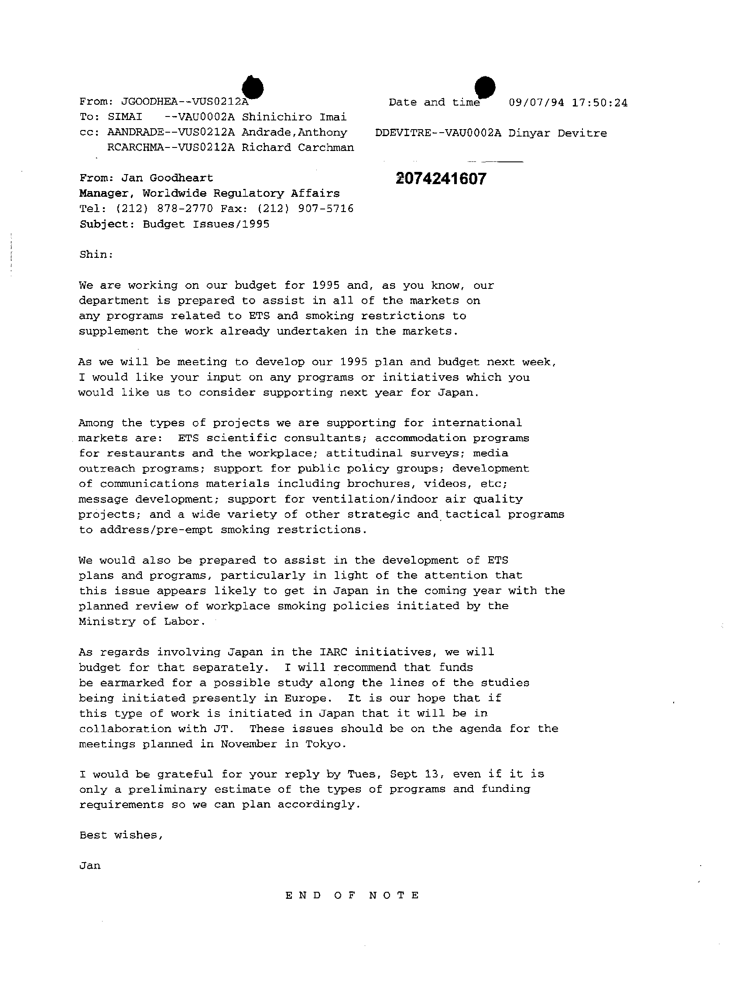 From: JGOODHEA--VUS0212A Date and time 09/07/94 17:50:24
To: SIMAI --VAU0002A Shinichiro Imai
cc: AANDRADE--VUS0212A Andrade,Anthony DDEVITRE--VAU0002A Dinyar Devitre
RCARCHMA--VUS0212A Richard Carchman
From: Jan Goodheart
2074241607
Manager, Worldwide Regulatory Affairs
Tel: (212) 878-2770 Fax: (212) 907-5716
Subject: Budget Issues/1995
Shin:
We are working on our budget for 1995 and, as you know, our
department is prepared to assist in all of the markets on
any programs related to ETS and smoking restrictions to
supplement the work already undertaken in the markets.
As we will be meeting to develop our 1995 plan and budget next week,
I would like your input on any programs or initiatives which you
would like us to consider supporting next year for Japan.
Among the types of projects we are supporting for international
markets are: ETS scientific consultants; accommodation programs
for restaurants and the workplace; attitudinal surveys; media
outreach programs; support for public policy groups; development
of communications materials including brochures, videos, etc;
message development; support for ventilation/indoor air quality
projects; and a wide variety of other strategic and tactical programs
to address/pre-empt smoking restrictions.
We would also be prepared to assist in the development of ETS
plans and programs, particularly in light of the attention that
this issue appears likely to get in Japan in the coming year with the
planned review of workplace smoking policies initiated by the
Ministry of Labor.
As regards involving Japan in the IARC initiatives, we will
budget for that separately. I will recommend that funds
be earmarked for a possible study along the lines of the studies
being initiated presently in Europe. It is our hope that if
this type of work is initiated in Japan that it will be in
collaboration with JT. These issues should be on the agenda for the
meetings planned in November in Tokyo.
I would be grateful for your reply by Tues, Sept 13, even if it is
only a preliminary estimate of the types of programs and funding
requirements so we can plan accordingly.
Best wishes,
Jan
E N D O F N O T E